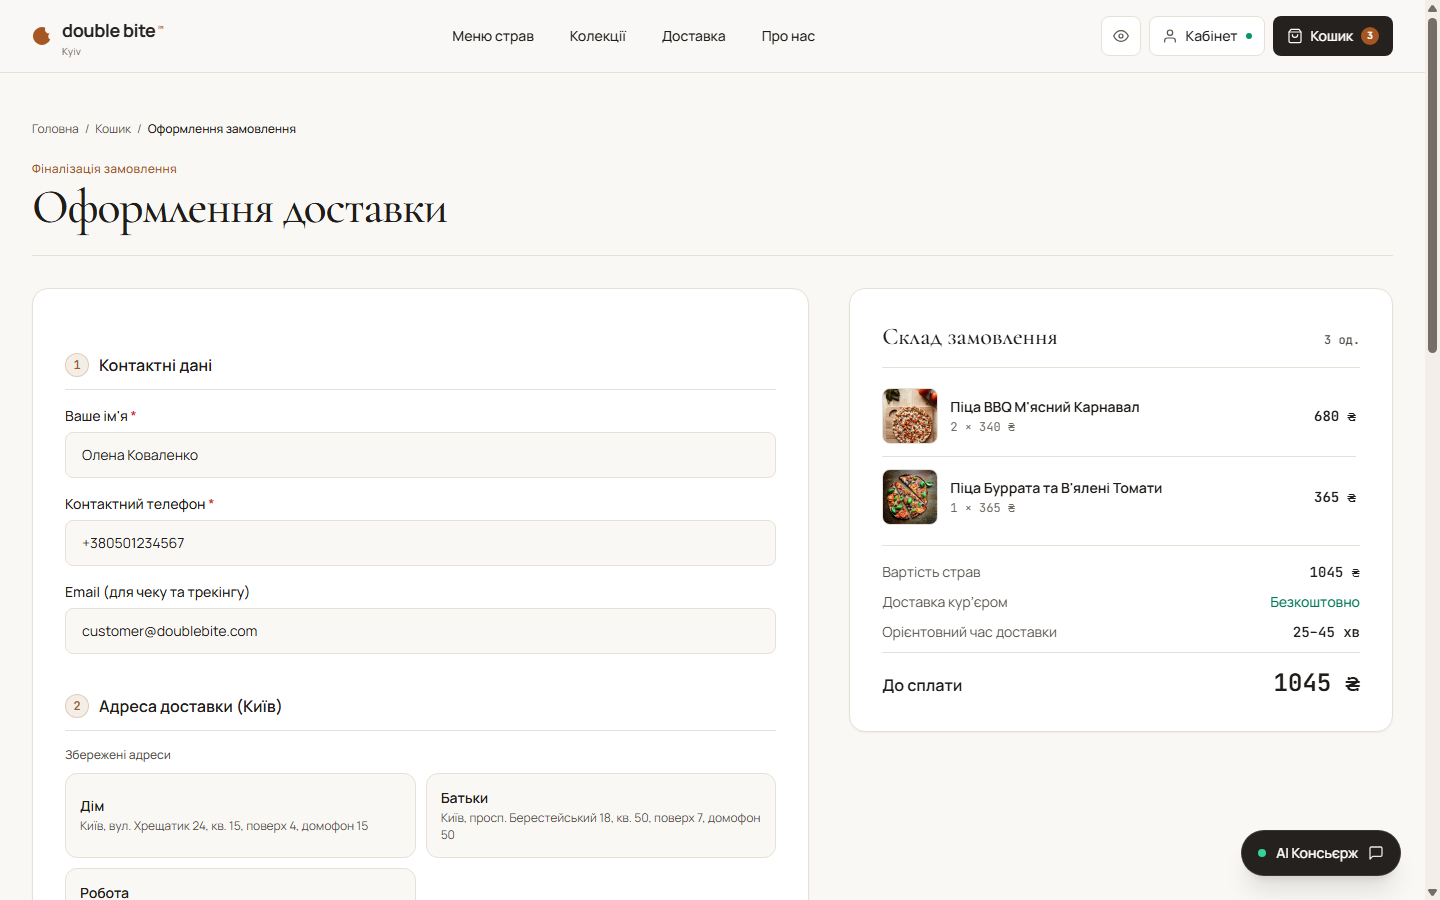 double bite™
Kyiv
Меню страв
Колекції
Доставка
Про нас
Кабінет
Кошик 3
Головна / Кошик / Оформлення замовлення
Фіналізація замовлення
Оформлення доставки
1 Контактні дані
Ваше ім'я *
Олена Коваленко
Контактний телефон *
+380501234567
Email (для чеку та трекінгу)
customer@doublebite.com
2 Адреса доставки (Київ)
Збережені адреси
Дім
Київ, вул. Хрещатик 24, кв. 15, поверх 4, домофон 15
Батьки
Київ, просп. Берестейський 18, кв. 50, поверх 7, домофон
50
Робота
Склад замовлення
3 од.
Піца BBQ М'ясний Карнавал
2 × 340 ₴
680 ₴
Піца Буррата та В'ялені Томати
1 × 365 ₴
365 ₴
Вартість страв
1045 ₴
Доставка кур'єром
Безкоштовно
Орієнтовний час доставки
25–45 хв
До сплати
1045 ₴
AI Консьєрж